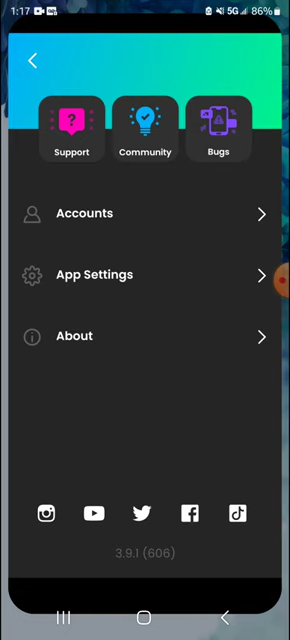 1:17
5G 86%
Support Community Bugs
Accounts
App Settings
About
3.9.1 (606)